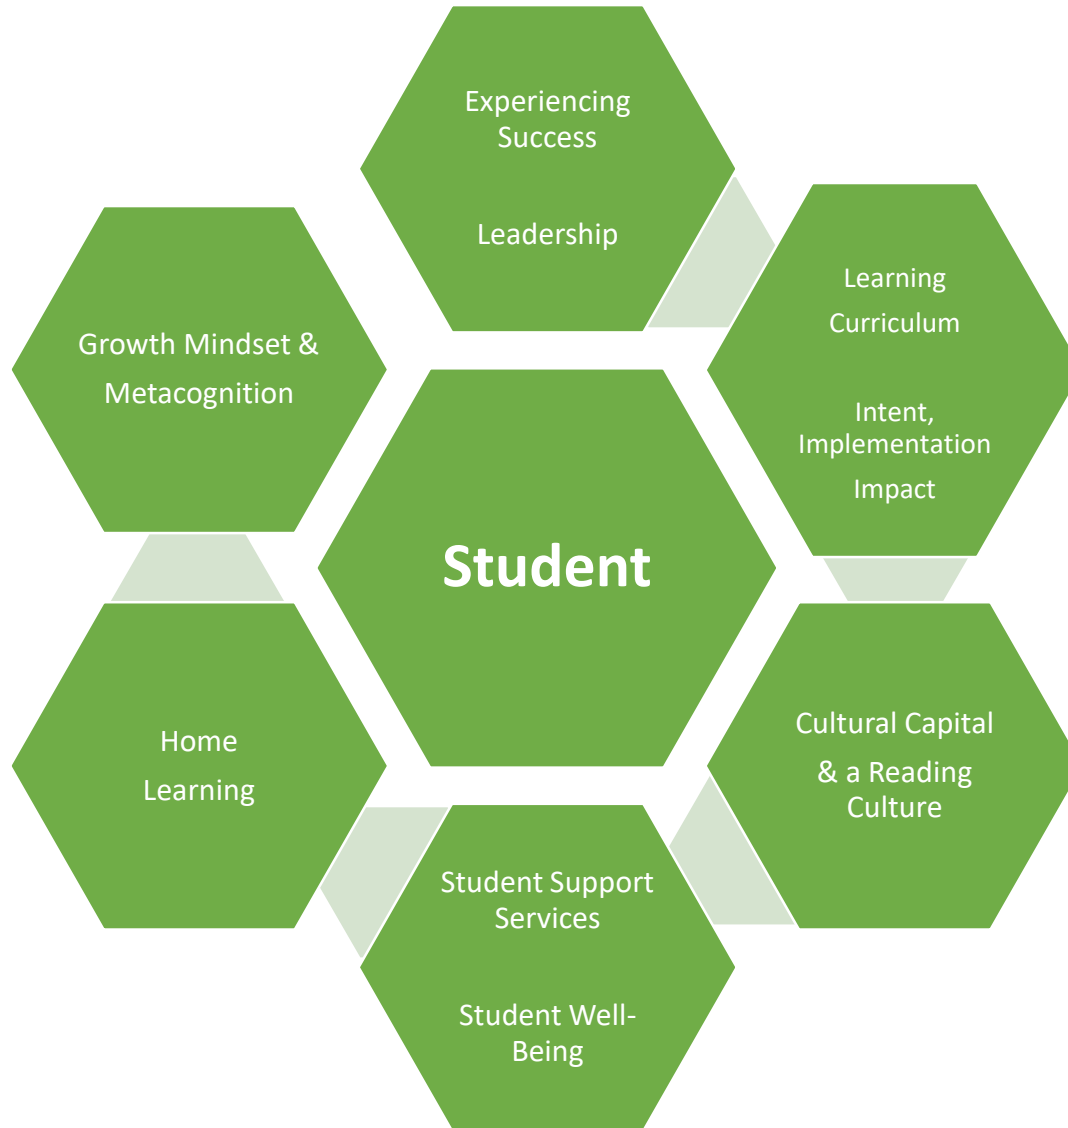 Experiencing
Success
Leadership
Learning
Curriculum
Intent,
Implementation
Impact
Growth Mindset &
Metacognition
Student
Cultural Capital
& a Reading
Culture
Home
Learning
Student Support
Services
Student Well-
Being